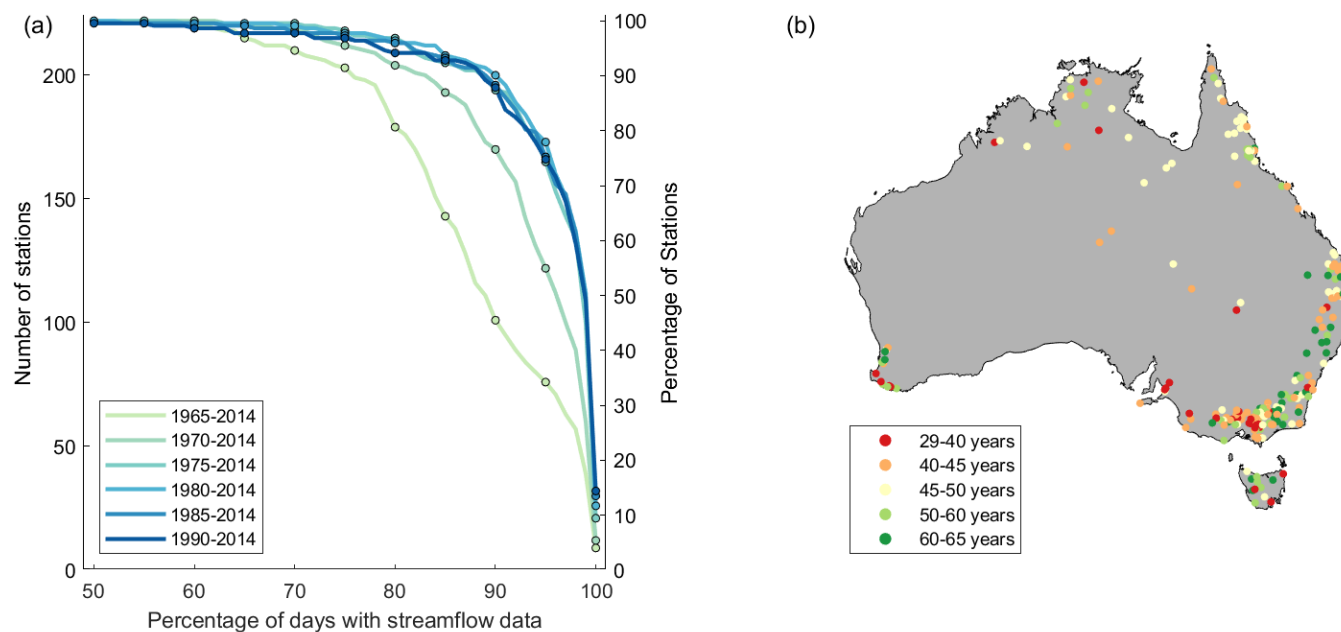 (a)
200
150
100
50
0
Number of stations
100
90
80
70
60
50
40
30
20
10
0
Percentage of Stations
1965-2014
1970-2014
1975-2014
1980-2014
1985-2014
1990-2014
50 60 70 80 90 100
Percentage of days with streamflow data
(b)
29-40 years
40-45 years
45-50 years
50-60 years
60-65 years